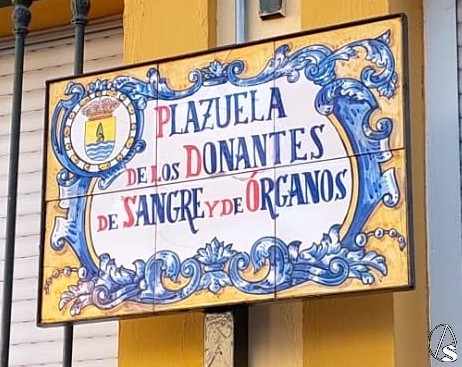 PLAZUELA
DE LOS DONANTES
DE SANGRE Y DE ÓRGANOS